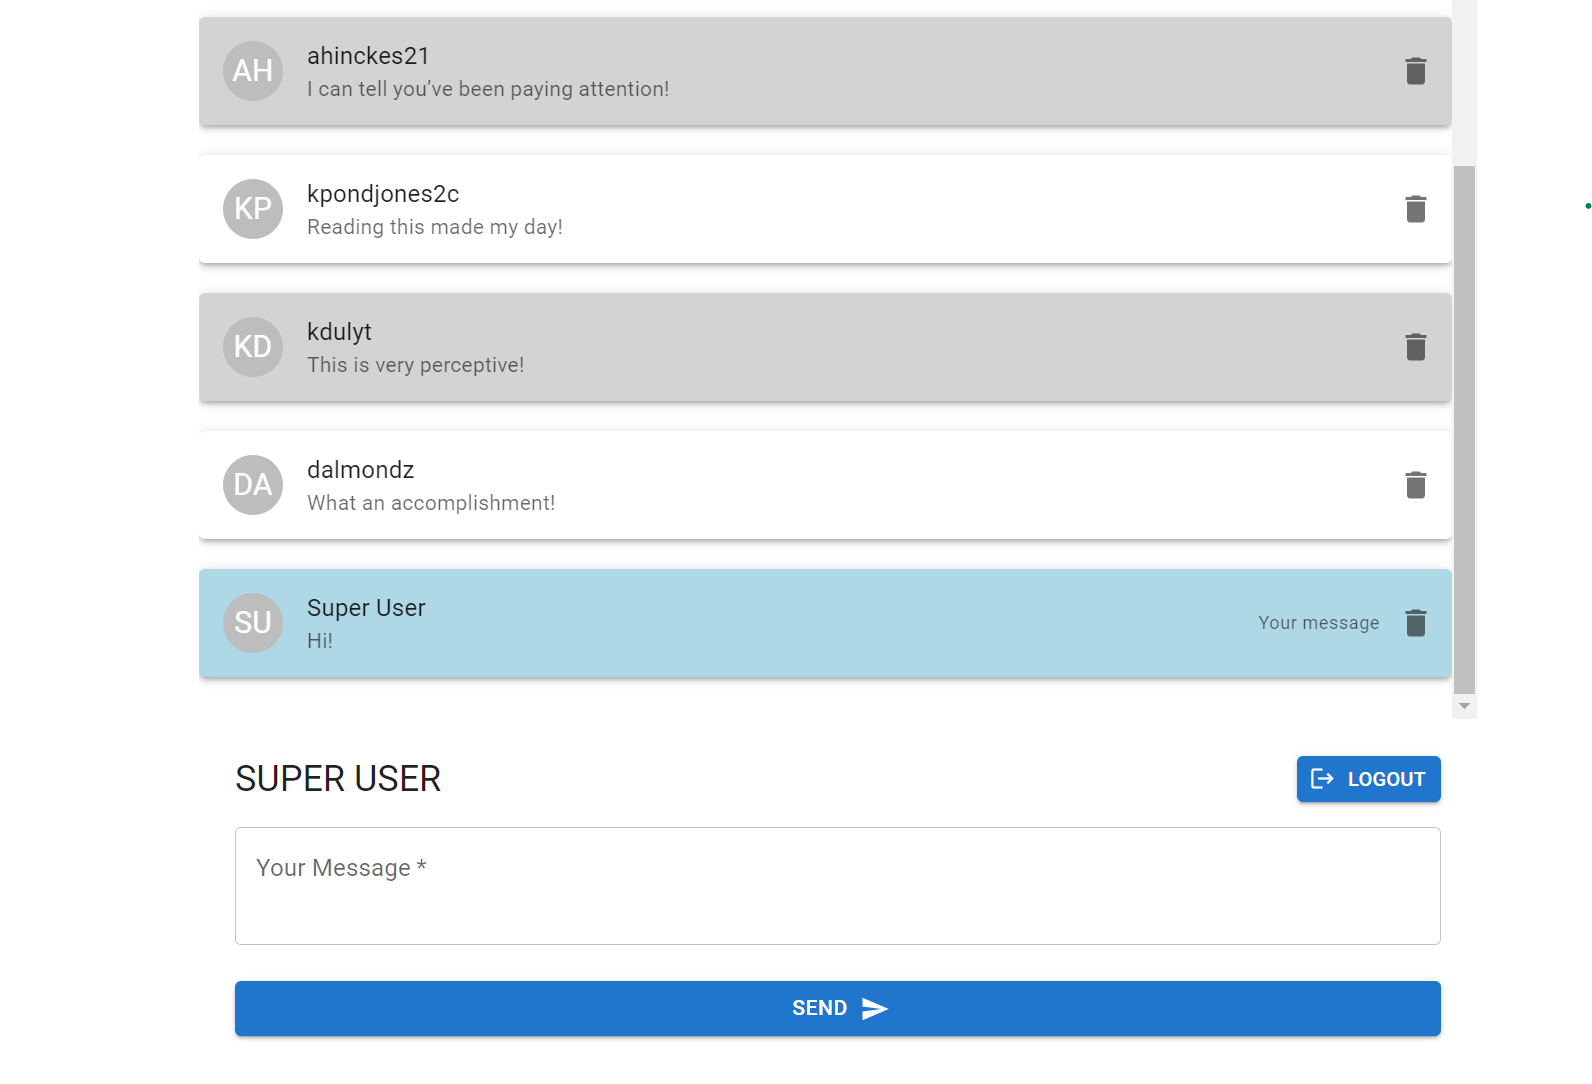 AH
ahinckes21
I can tell you’ve been paying attention!
KP
kpondjones2c
Reading this made my day!
KD
kdulyt
This is very perceptive!
DA
dalmondz
What an accomplishment!
SU
Super User
Hi!
Your message
SUPER USER
LOGOUT
Your Message *
SEND